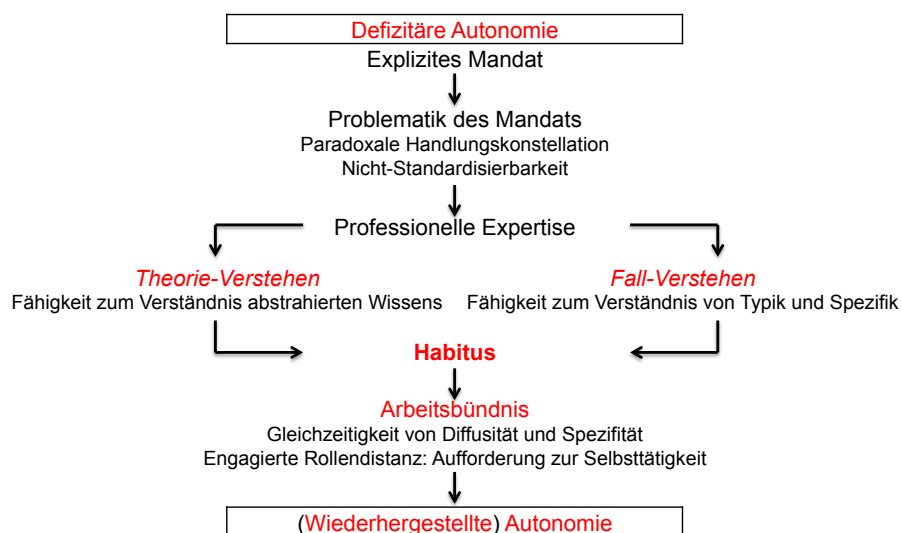 Defizitäre Autonomie
Explizites Mandat
Problematik des Mandats
Paradoxale Handlungskonstellation
Nicht-Standardisierbarkeit
Professionelle Expertise
Theorie-Verstehen
Fähigkeit zum Verständnis abstrahierten Wissens
Fall-Verstehen
Fähigkeit zum Verständnis von Typik und Spezifik
Habitus
Arbeitsbündnis
Gleichzeitigkeit von Diffusität und Spezifität
Engagierte Rollendistanz: Aufforderung zur Selbsttätigkeit
(Wiederhergestellte) Autonomie